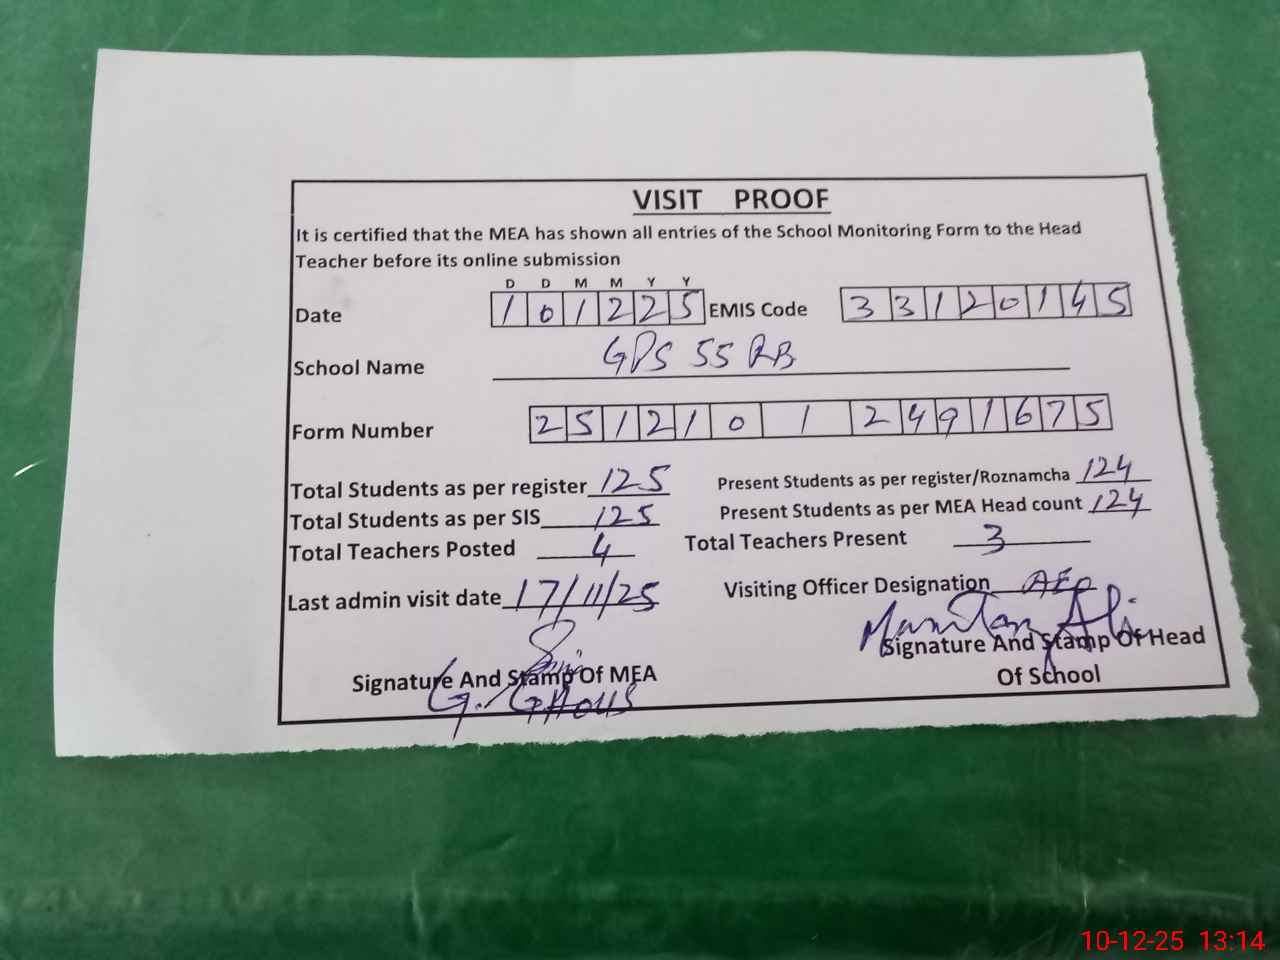 VISIT PROOF
It is certified that the MEA has shown all entries of the School Monitoring Form to the Head
Teacher before its online submission
D D M M Y Y
Date 1 0 1 2 2 5 EMIS Code 3 3 1 2 0 1 4 5
School Name GPS 55 RB
Form Number 2 5 1 2 1 0 1 2 4 9 1 6 7 5
Total Students as per register 125 Present Students as per register/Roznamcha 124
Total Students as per SIS 125 Present Students as per MEA Head count 124
Total Teachers Posted 4 Total Teachers Present 3
Last admin visit date 17/11/25 Visiting Officer Designation AEO
Signature And Stamp Of MEA
G. GHOUS
Ali
Signature And Stamp Of Head
Of School
10-12-25 13:14